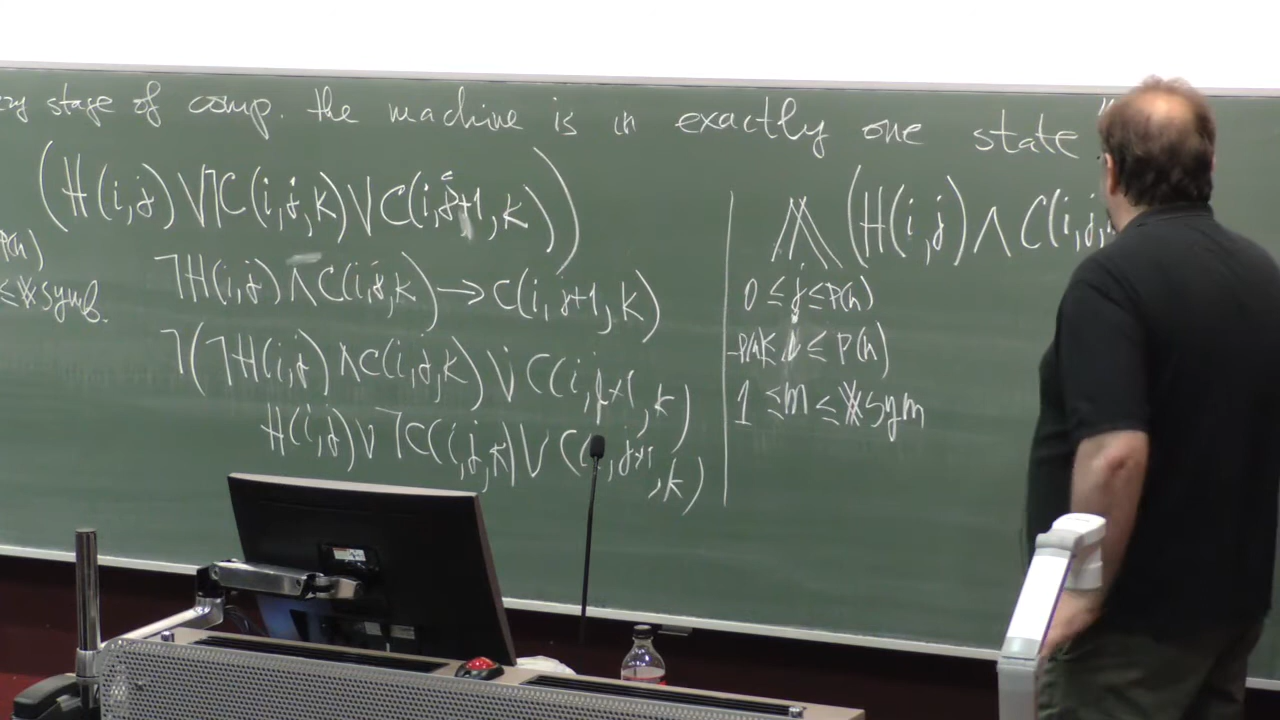 stage of comp. the machine is in exactly one state "
(H(i,j)∨¬C(i,j,k)∨C(i,j+1,k))
P(n)
≤ # Symb.
¬H(i,j)∧C(i,j,k)→C(i,j+1,k)
¬(¬H(i,j)∧C(i,j,k))∨C(i,j+1,k)
H(i,j)∨¬C(i,j,k)∨C(i,j+1,k)
⋀(H(i,j)∧C(i,j,
0≤j≤P(n)
-P(n)≤i≤P(n)
1≤m≤# Sym